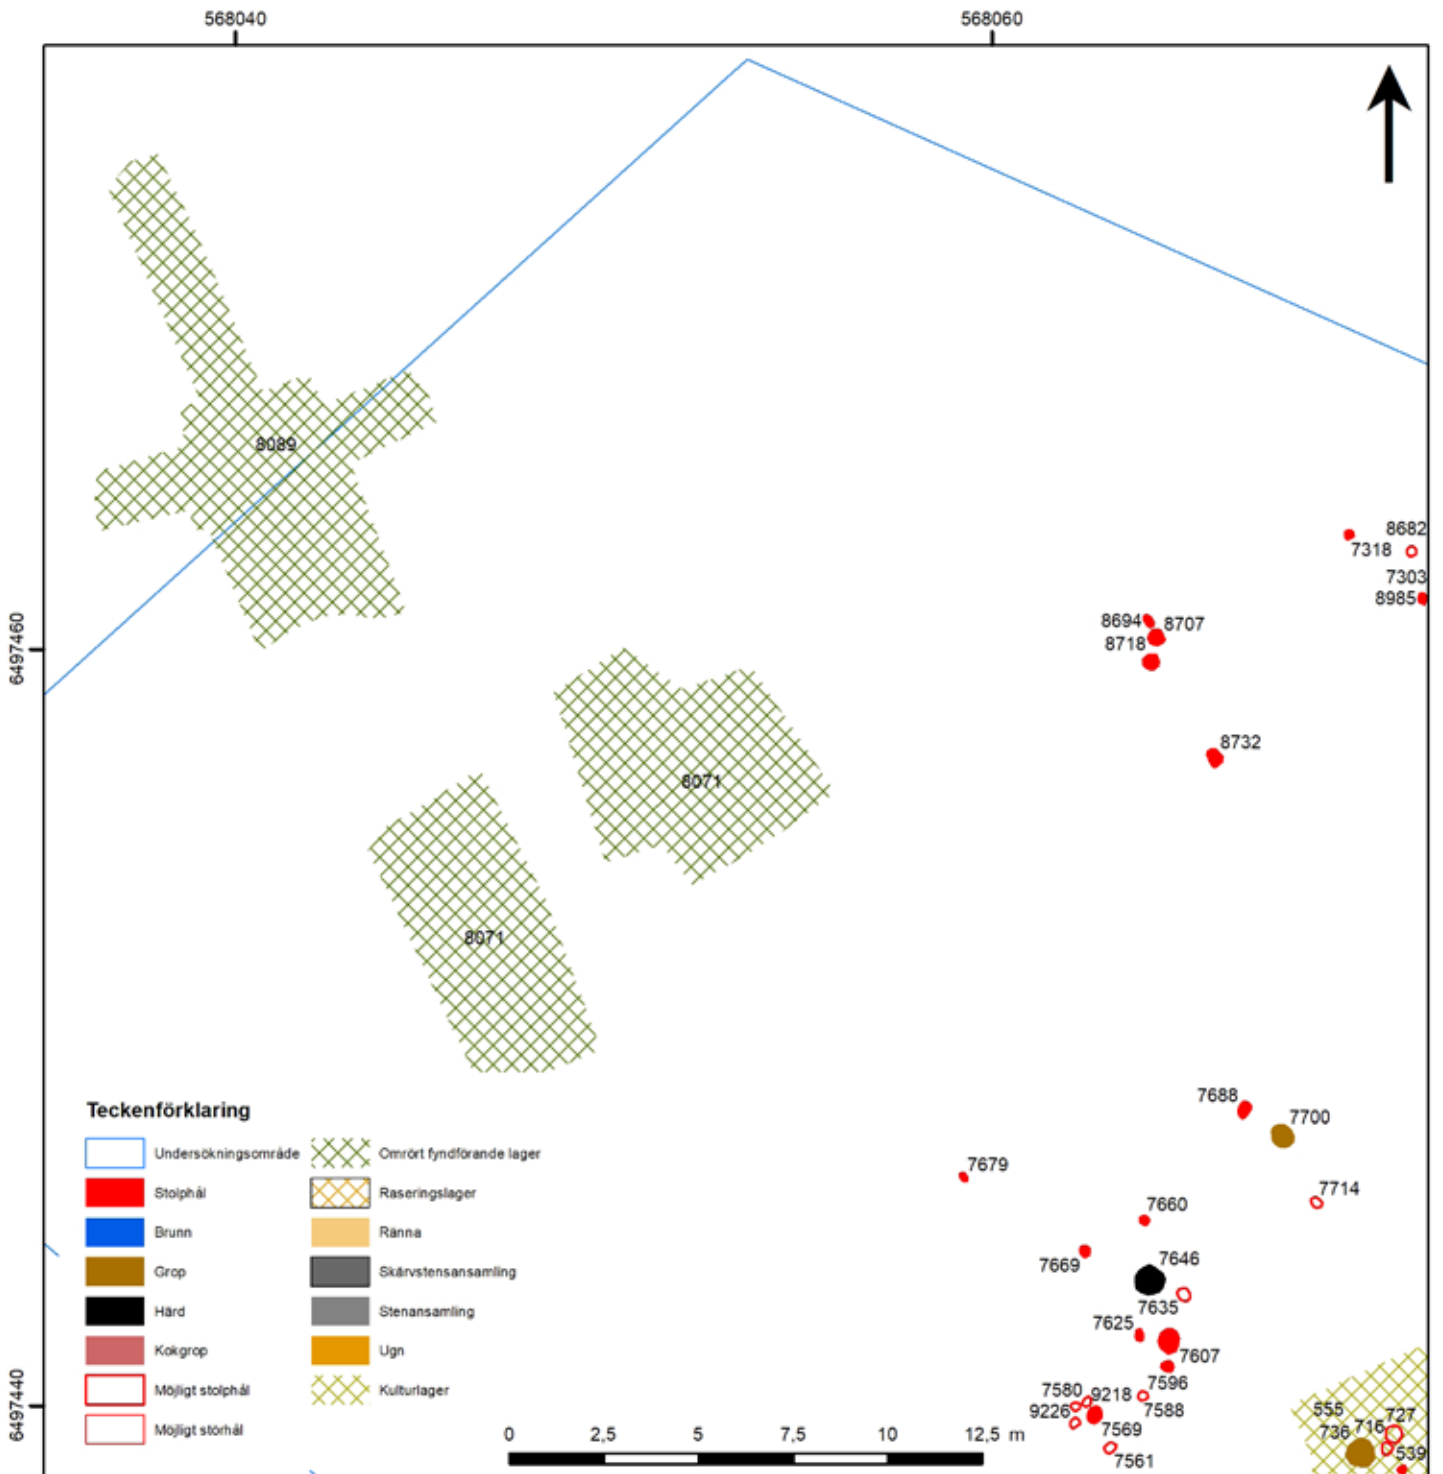 568040
568060
8089
8682
7318
7303
8985
6497460
8694
8707
8718
8732
8071
8071
7688
7700
7679
7714
7660
7669
7646
7635
7625
7607
7596
7580
9218
7588
9226
7569
7561
6497440
555
727
736
716
539
Teckenförklaring
Undersökningsområde
Stolphål
Brunn
Grop
Härd
Kokgrop
Möjligt stolphål
Möjligt störhål
Omrört fyndförande lager
Raseringslager
Ränna
Skärvstensansamling
Stenansamling
Ugn
Kulturlager
0 2,5 5 7,5 10 12,5 m